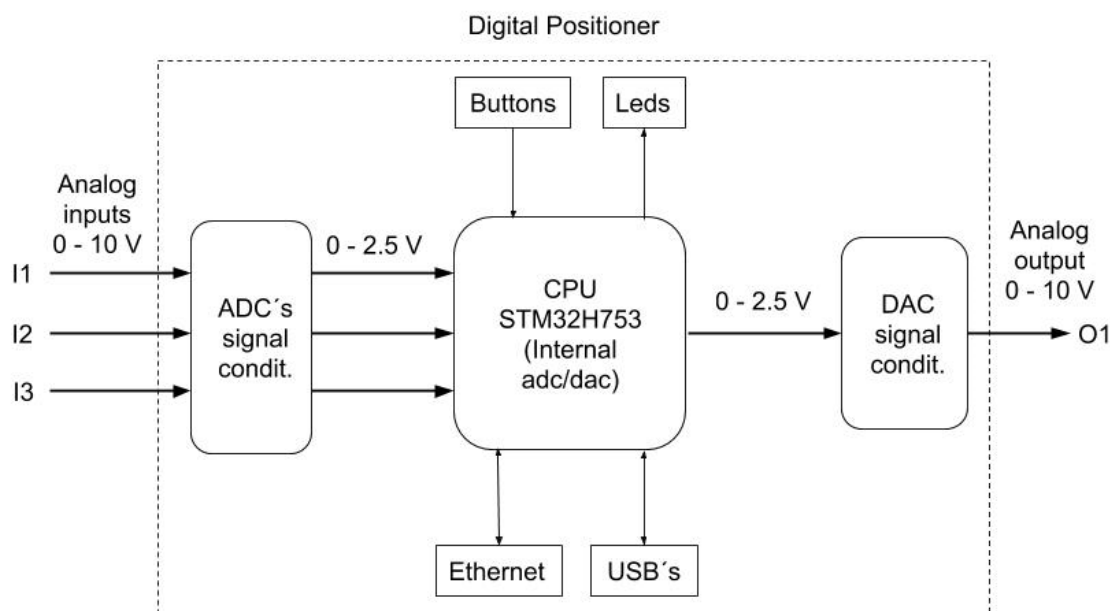 Digital Positioner
Buttons
Leds
Analog
inputs
0 - 10 V
I1
I2
I3
ADC´s
signal
condit.
0 - 2.5 V
CPU
STM32H753
(Internal
adc/dac)
0 - 2.5 V
DAC
signal
condit.
Analog
output
0 - 10 V
O1
Ethernet
USB´s